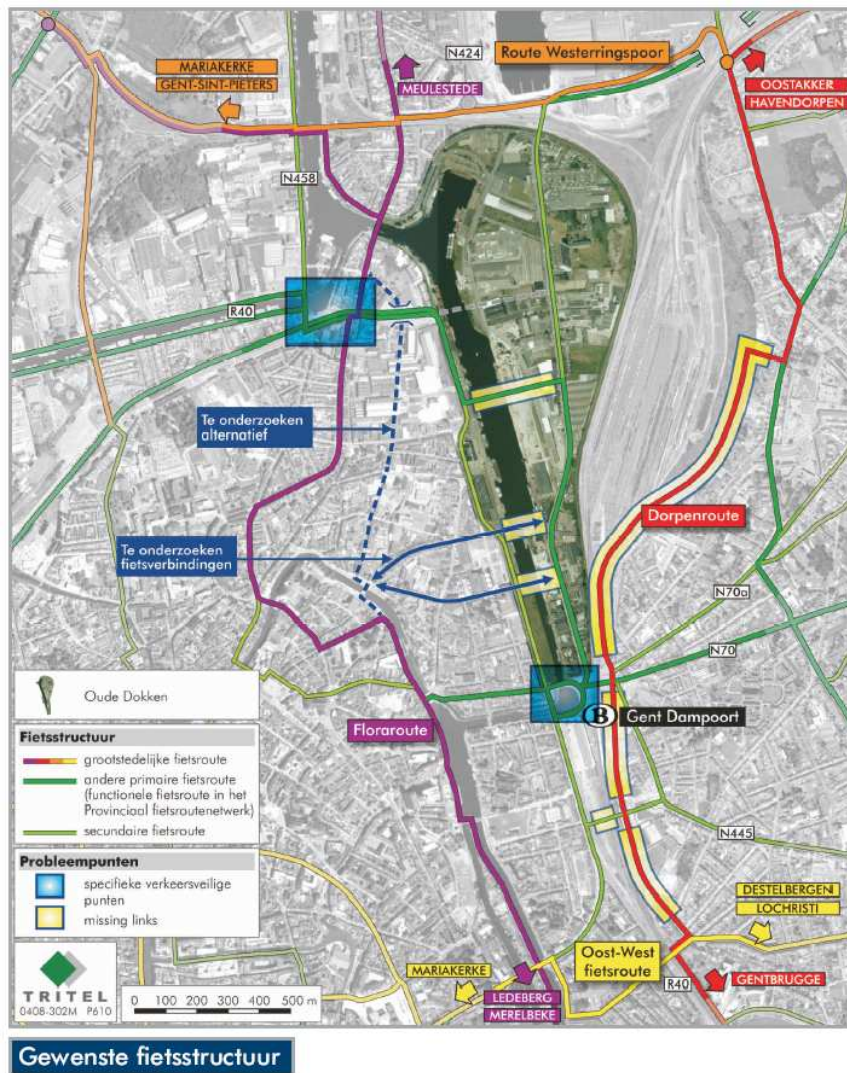 N424
Route Westerringspoor
MARIAKERKE
GENT-SINT-PIETERS
MEULESTEDE
OOSTAKKER
HAVENDORPEN
N458
R40
Te onderzoeken
alternatief
Dorpenroute
Te onderzoeken
fietsverbindingen
N70a
N70
Oude Dokken
B Gent Dampoort
Floraroute
Fietsstructuur
grootstedelijke fietsroute
andere primaire fietsroute
(functionele fietsroute in het
Provinciaal fietsroutenetwerk)
secundaire fietsroute
N445
Probleempunten
specifieke verkeersveilige
punten
missing links
DESTELBERGEN
LOCHRISTI
Oost-West
fietsroute
MARIAKERKE
R40
GENTBRUGGE
LEDEBERG
MERELBEKE
TRITEL
0408-302M P610
0 100 200 300 400 500 m
Gewenste fietsstructuur